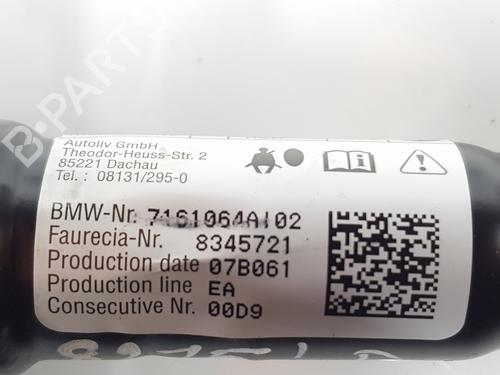 Autoliv GmbH
Theodor-Heuss-Str. 2
85221 Dachau
Tel. : 08131/295-0
BMW-Nr. 7161064AI02
Faurecia-Nr. 8345721
Production date 07B061
Production line EA
Consecutive Nr. 00D9
B-PARTS